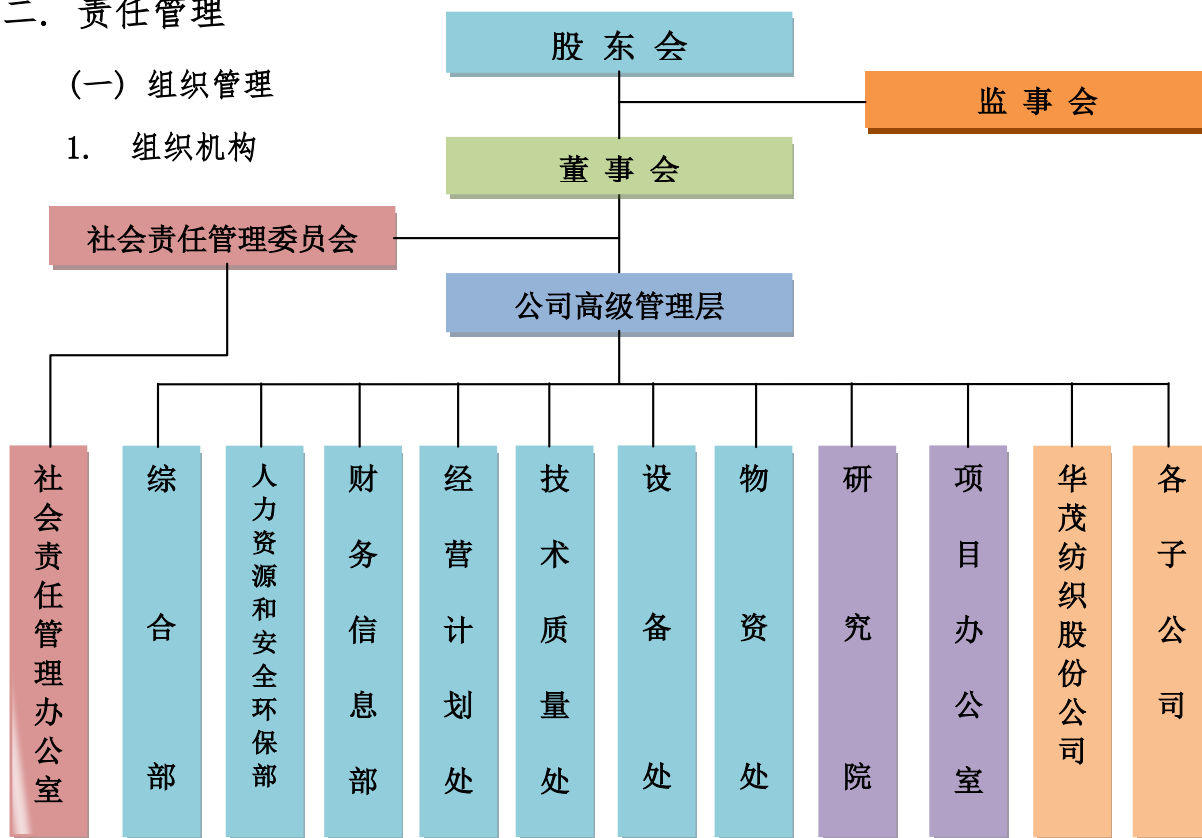 二. 责任管理
(一) 组织管理
1. 组织机构
股 东 会
监 事 会
董 事 会
社会责任管理委员会
公司高级管理层
社会责任管理办公室
综合部
人力资源和安全环保部
财务信息部
经营计划处
技术质量处
设备处
物资处
研究院
项目办公室
华茂纺织股份公司
各子公司